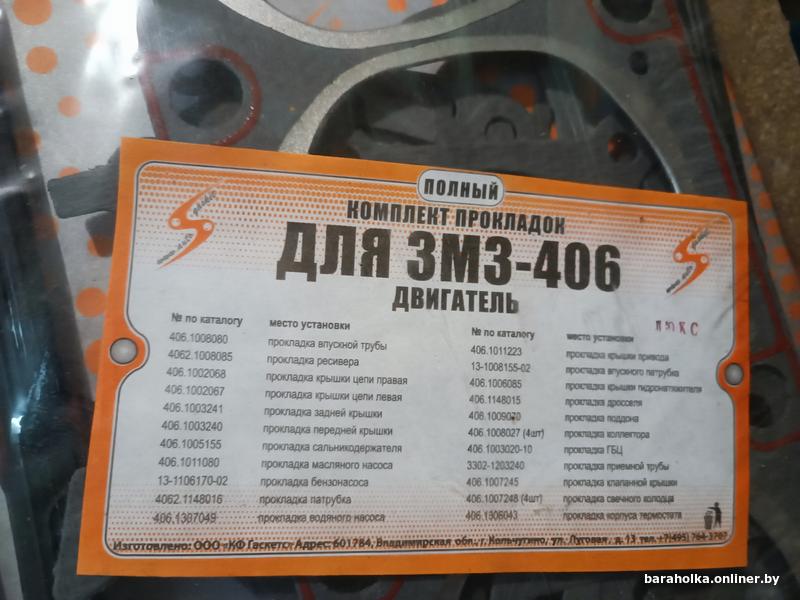 ПОЛНЫЙ
КОМПЛЕКТ ПРОКЛАДОК
ДЛЯ ЗМЗ-406
ДВИГАТЕЛЬ
№ по каталогу место установки
406.1008080 прокладка впускной трубы
4062.1008085 прокладка ресивера
406.1002068 прокладка крышки цепи правая
406.1002067 прокладка крышки цепи левая
406.1003241 прокладка задней крышки
406.1003240 прокладка передней крышки
406.1005155 прокладка сальникодержателя
406.1011080 прокладка масляного насоса
13-1106170-02 прокладка бензонасоса
4062.1148016 прокладка патрубка
406.1307049 прокладка водяного насоса
№ по каталогу место установки
406.1011223 прокладка крышки привода
13-1008155-02 прокладка впускного патрубка
406.1006085 прокладка крышки гидронатяжителя
406.1148015 прокладка дросселя
406.1009070 прокладка поддона
406.1008027 (4шт) прокладка коллектора
406.1003020-10 прокладка ГБЦ
3302-1203240 прокладка приемной трубы
406.1007245 прокладка клапанной крышки
406.1007248 (4шт) прокладка свечного колодца
406.1306043 прокладка корпуса термостата
Изготовлено: ООО «КФ Гаскет» Адрес: 601784, Владимирская обл., г. Кольчугино, ул. Луговая, д. 13 тел.+7(495) 764-3707
baraholka.onliner.by